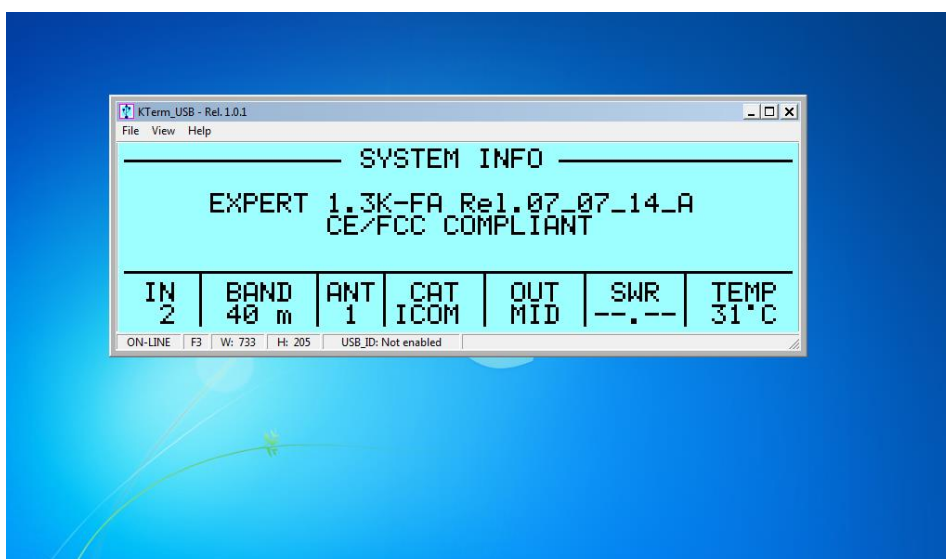 KTerm_USB - Rel. 1.0.1
File View Help
SYSTEM INFO
EXPERT 1.3K-FA Rel.07_07_14_A
CE/FCC COMPLIANT
IN BAND ANT CAT OUT SWR TEMP
2 40 m 1 ICOM MID --.-- 31°C
ON-LINE F3 W: 733 H: 205 USB_ID: Not enabled